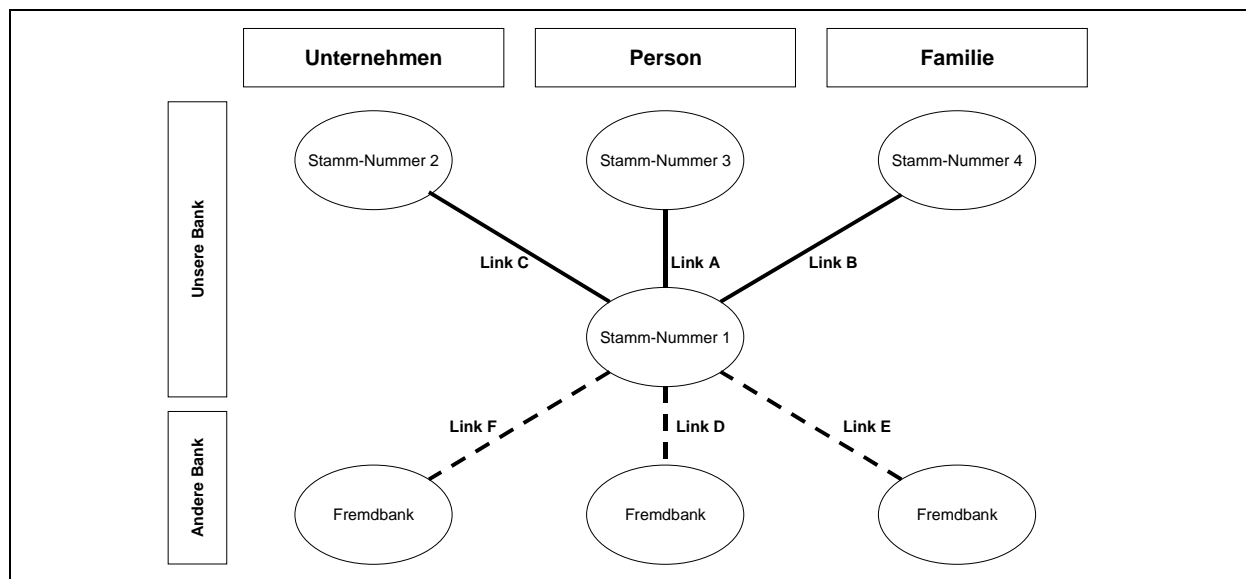 Unternehmen
Person
Familie
Unsere Bank
Stamm-Nummer 2
Stamm-Nummer 3
Stamm-Nummer 4
Link C
Link A
Link B
Stamm-Nummer 1
Andere Bank
Link F
Link D
Link E
Fremdbank
Fremdbank
Fremdbank